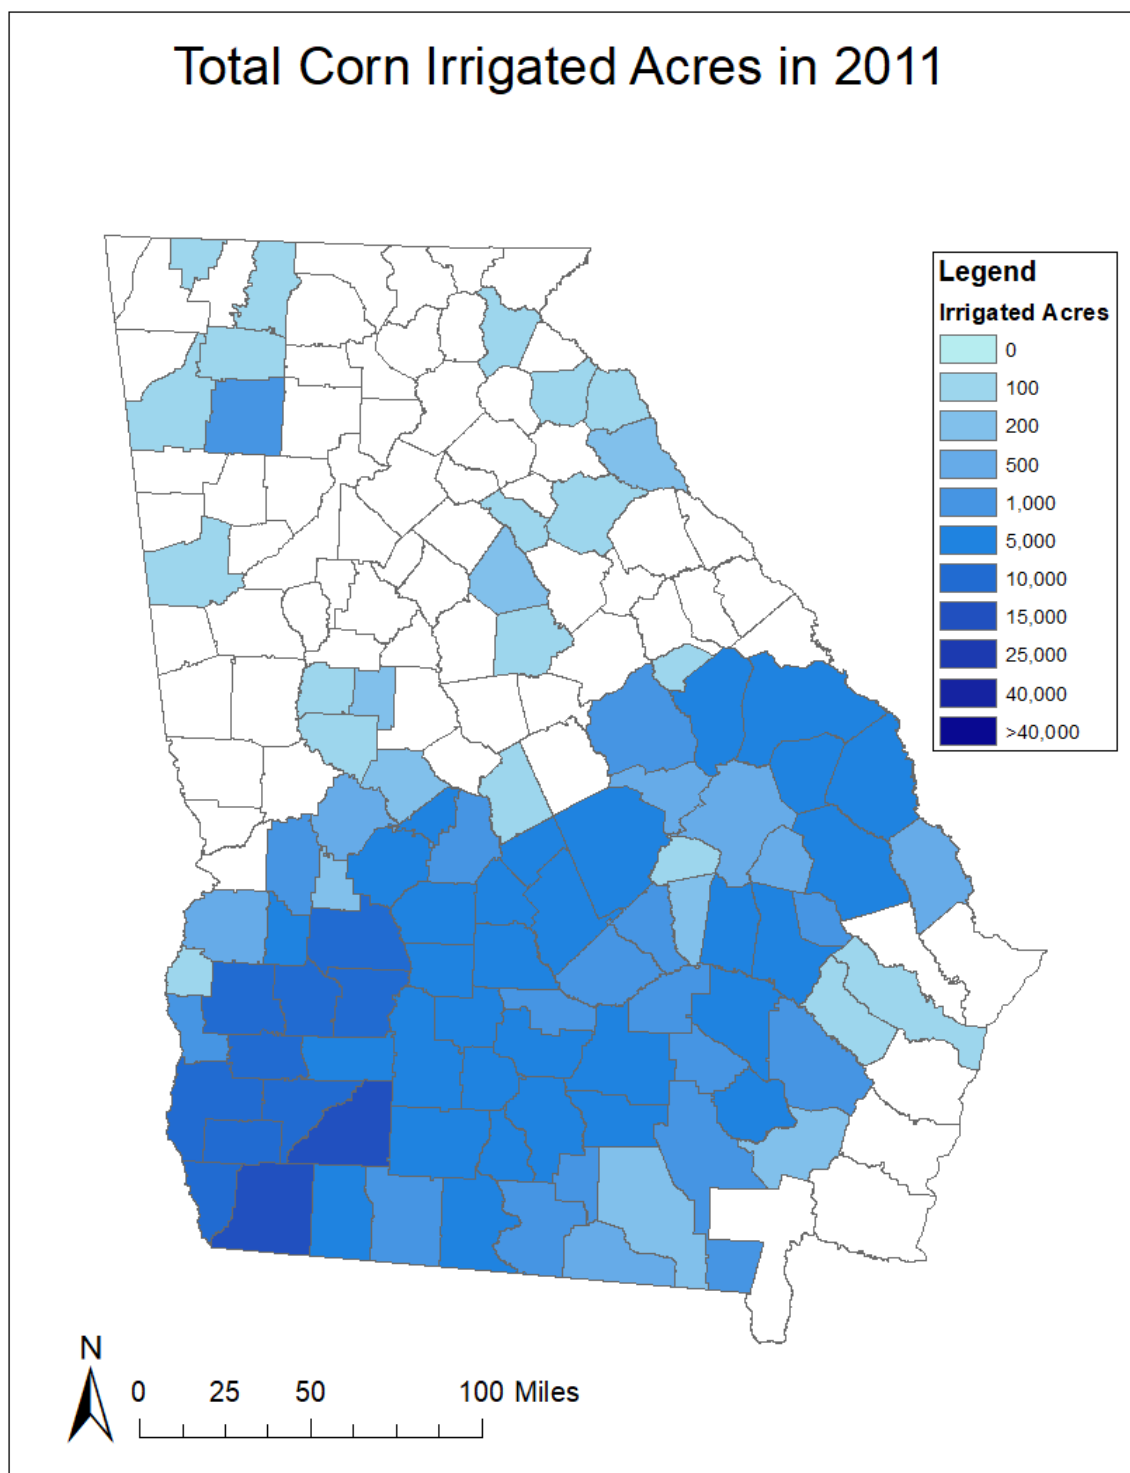 Total Corn Irrigated Acres in 2011
Legend
Irrigated Acres
0
100
200
500
1,000
5,000
10,000
15,000
25,000
40,000
>40,000
N
0 25 50 100 Miles